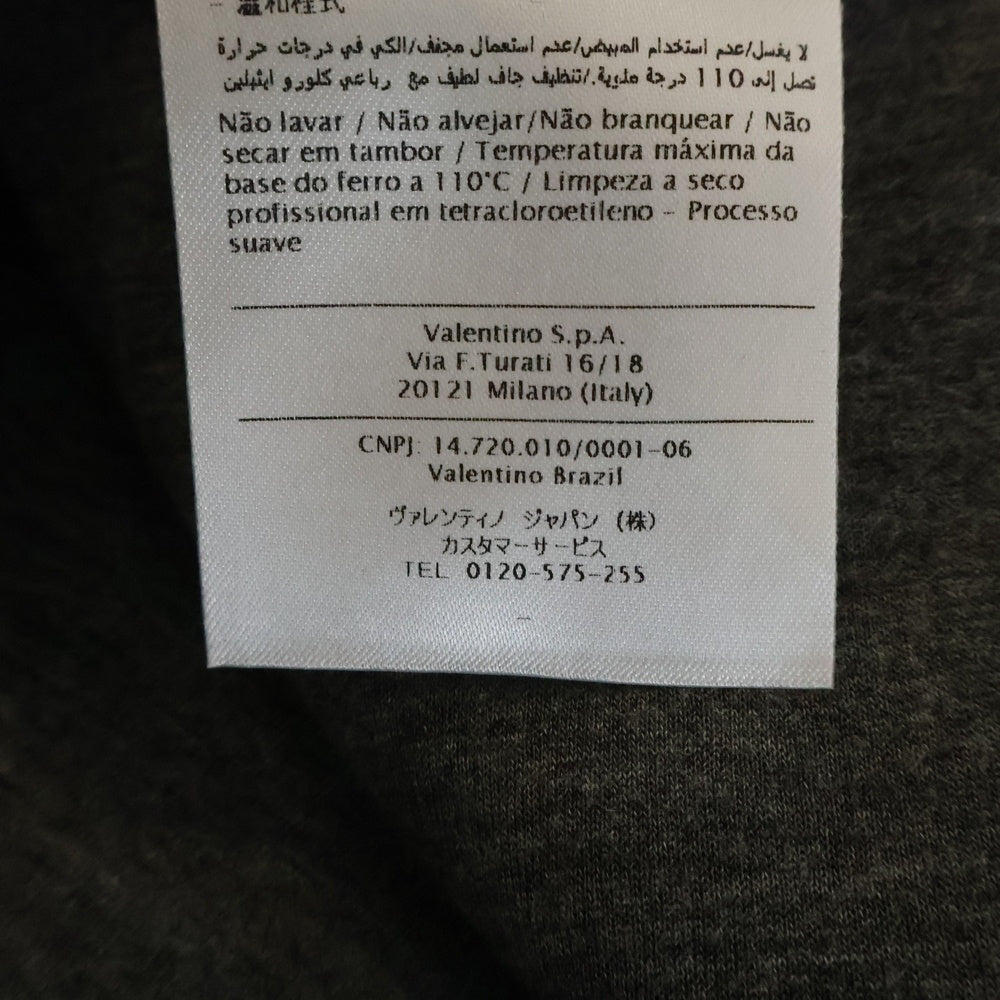 - 温和程式
لا يغسل/عدم استخدام المبيض/عدم استعمال مجفف/الكي في درجات حرارة
تصل إلى 110 درجة مئوية./تنظيف جاف لطيف مع رباعي كلورو ايثيلين
Não lavar / Não alvejar/Não branquear / Não
secar em tambor / Temperatura máxima da
base do ferro a 110°C / Limpeza a seco
profissional em tetracloroetileno - Processo
suave
Valentino S.p.A.
Via F.Turati 16/18
20121 Milano (Italy)
CNPJ: 14.720.010/0001-06
Valentino Brazil
ヴァレンティノ ジャパン (株)
カスタマーサービス
TEL 0120-575-255